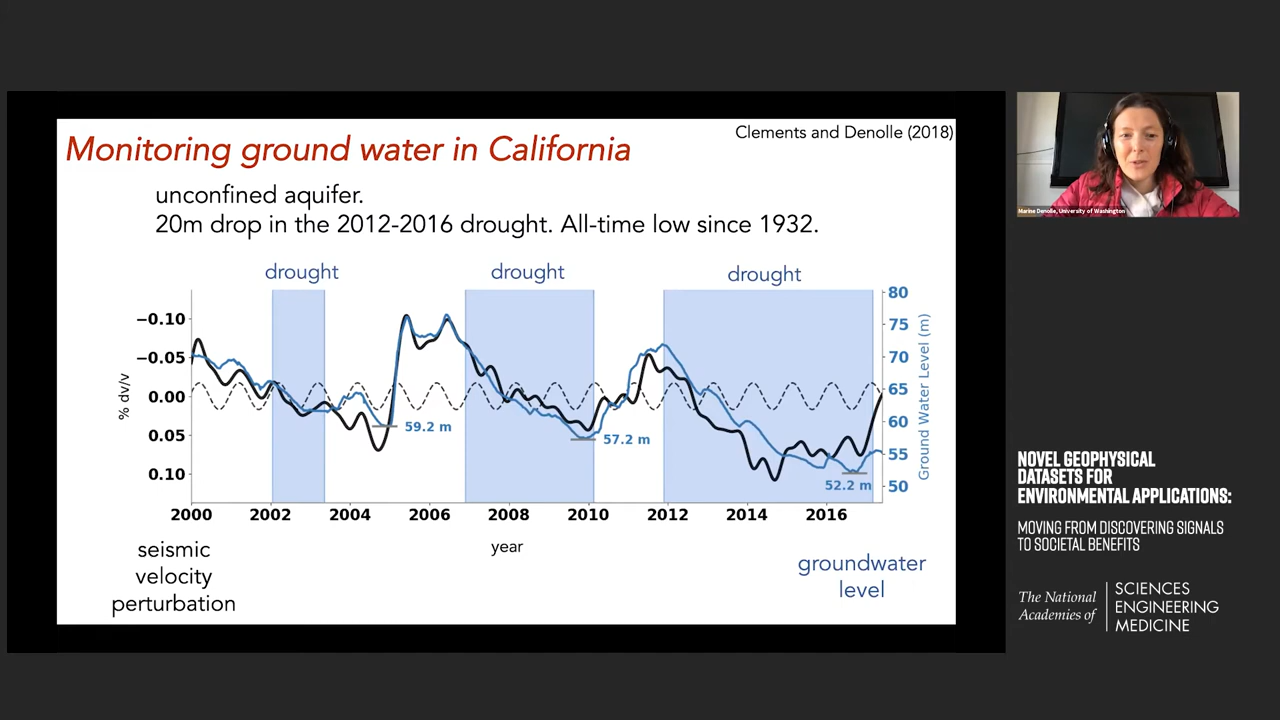 Clements and Denolle (2018)
Monitoring ground water in California
unconfined aquifer.
20m drop in the 2012-2016 drought. All-time low since 1932.
drought
drought
drought
−0.10
−0.05
0.00
0.05
0.10
% dv/v
80
75
70
65
60
55
50
Ground Water Level (m)
59.2 m
57.2 m
52.2 m
2000
2002
2004
2006
2008
2010
2012
2014
2016
year
seismic
velocity
perturbation
groundwater
level
Marine Denolle, University of Washington
NOVEL GEOPHYSICAL
DATASETS FOR
ENVIRONMENTAL APPLICATIONS:
MOVING FROM DISCOVERING SIGNALS
TO SOCIETAL BENEFITS
The National
Academies of
SCIENCES
ENGINEERING
MEDICINE